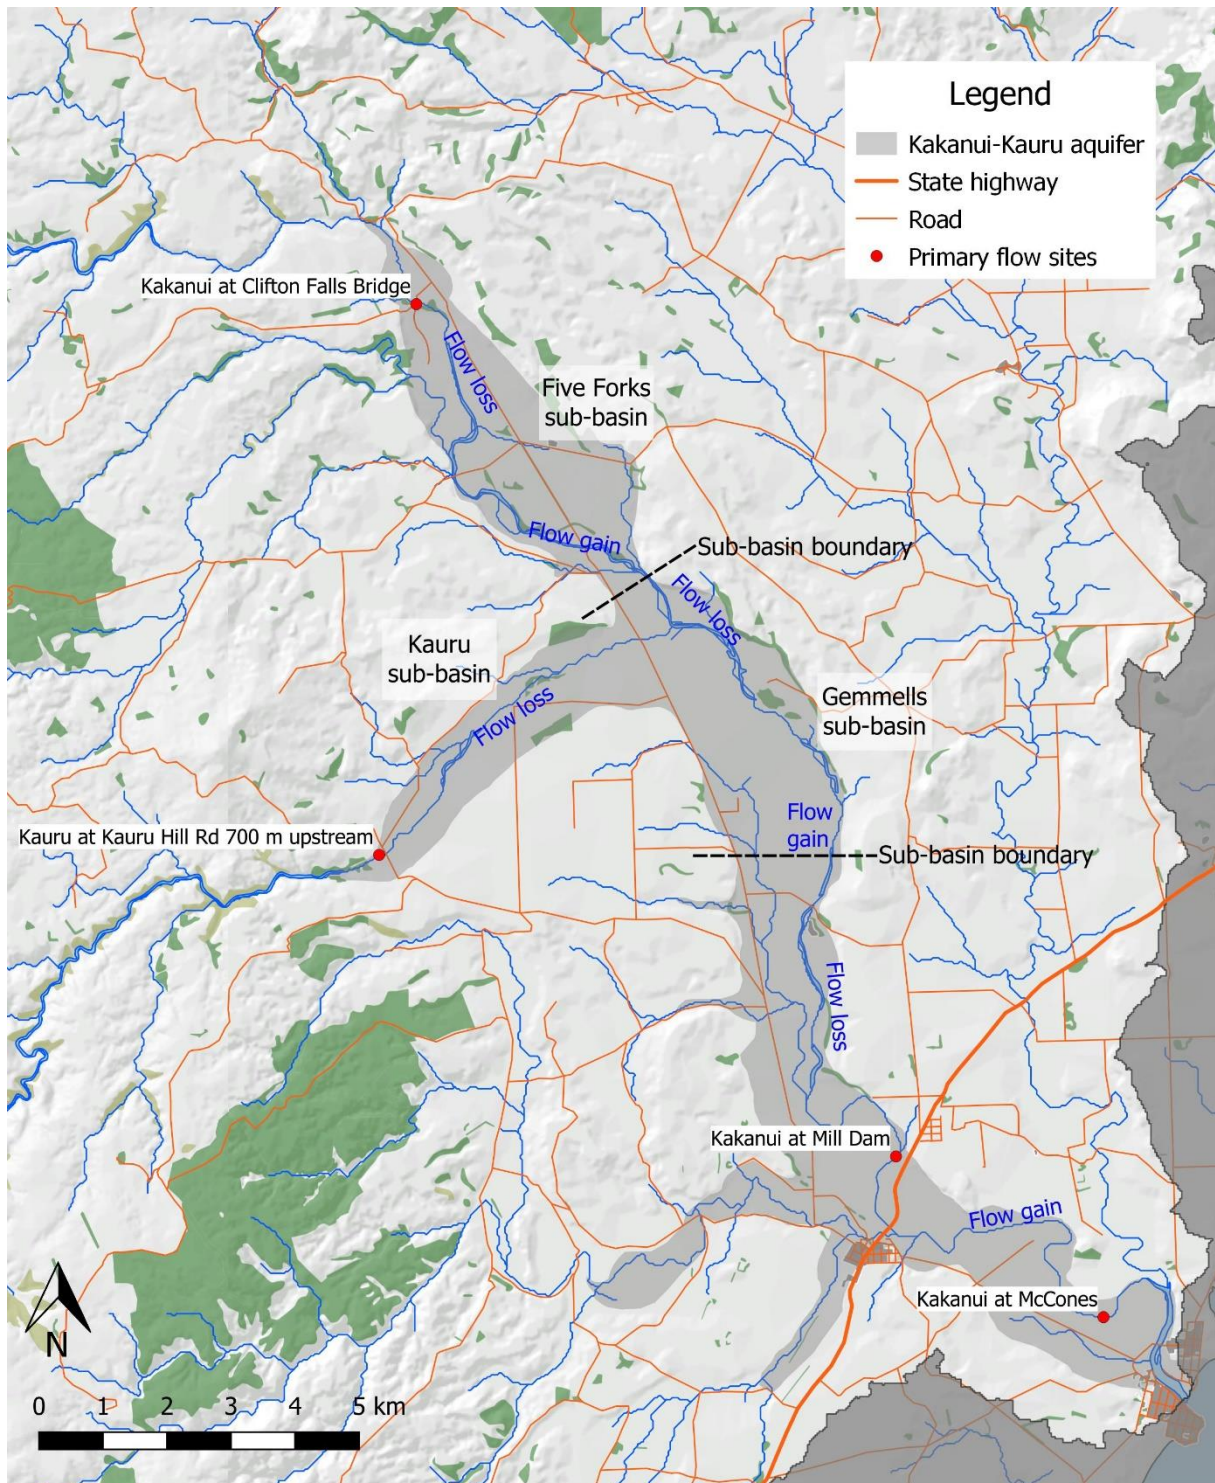 Legend
Kakanui-Kauru aquifer
State highway
Road
Primary flow sites
Kakanui at Clifton Falls Bridge
Flow loss
Five Forks
sub-basin
Flow gain
Sub-basin boundary
Flow loss
Kauru
sub-basin
Flow loss
Gemmells
sub-basin
Flow
gain
Kauru at Kauru Hill Rd 700 m upstream
Sub-basin boundary
Flow loss
Kakanui at Mill Dam
Flow gain
Kakanui at McCones
N
0 1 2 3 4 5 km